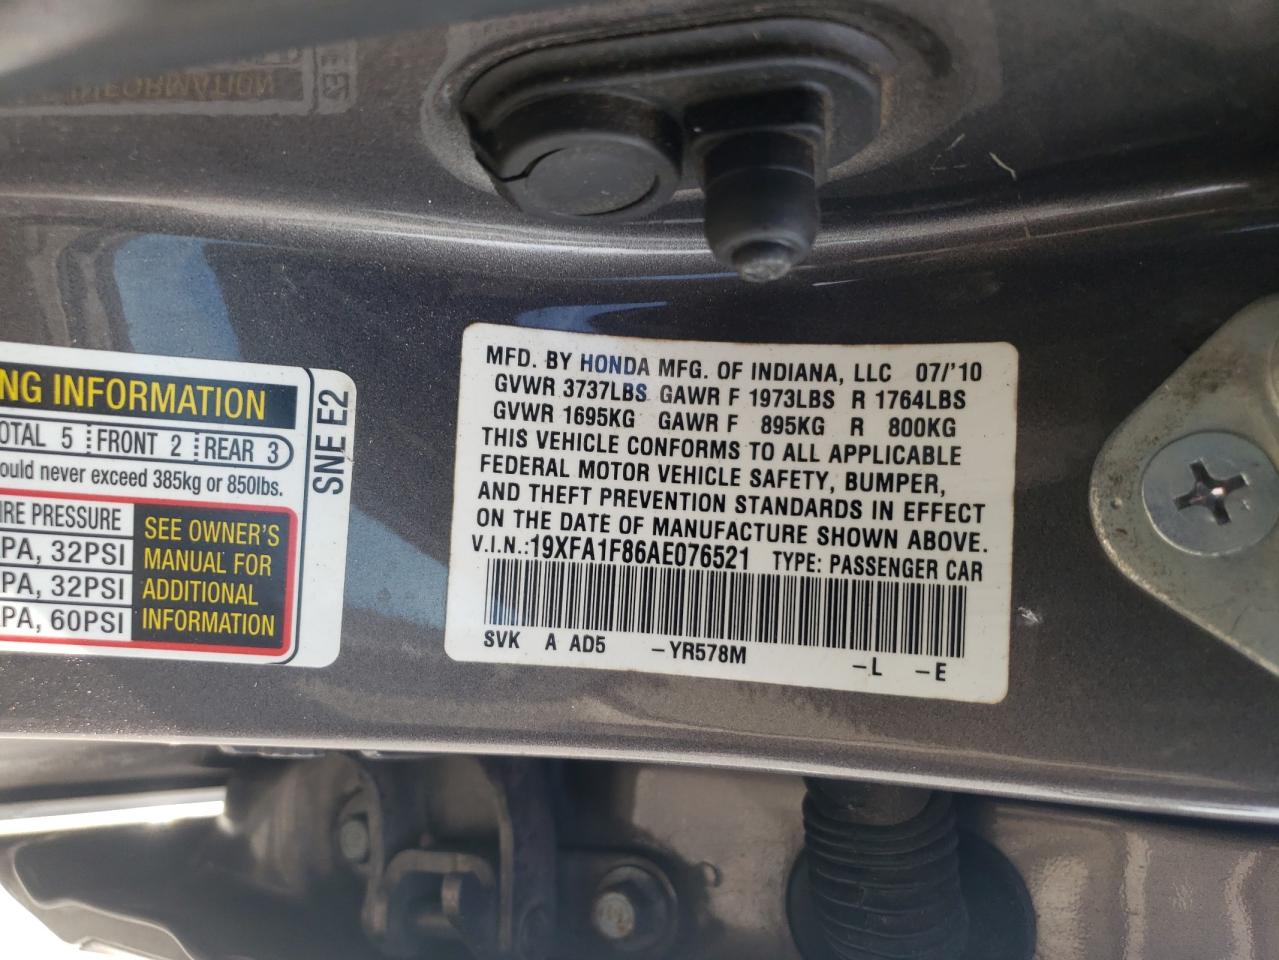 INFORMATION
NG INFORMATION
OTAL 5 FRONT 2 REAR 3
ould never exceed 385kg or 850lbs.
IRE PRESSURE
PA, 32PSI
PA, 32PSI
PA, 60PSI
SEE OWNER'S
MANUAL FOR
ADDITIONAL
INFORMATION
SNE E2
MFD. BY HONDA MFG. OF INDIANA, LLC 07/'10
GVWR 3737LBS GAWR F 1973LBS R 1764LBS
GVWR 1695KG GAWR F 895KG R 800KG
THIS VEHICLE CONFORMS TO ALL APPLICABLE
FEDERAL MOTOR VEHICLE SAFETY, BUMPER,
AND THEFT PREVENTION STANDARDS IN EFFECT
ON THE DATE OF MANUFACTURE SHOWN ABOVE.
V.I.N.:19XFA1F86AE076521 TYPE: PASSENGER CAR
SVK A AD5 -YR578M -L -E